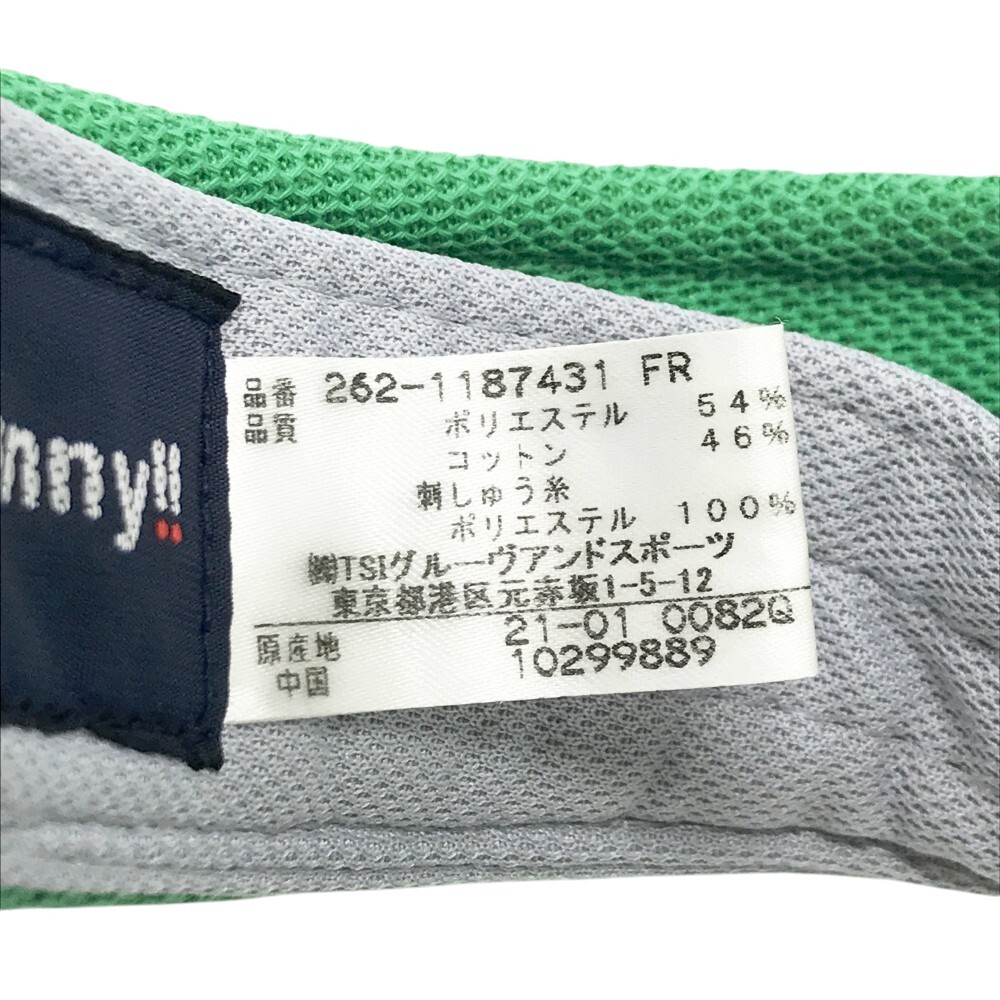 nny!!
品番 262-1187431 FR
品質 ポリエステル 54%
コットン 46%
刺しゅう糸
ポリエステル 100%
㈱TSIグルーヴアンドスポーツ
東京都港区元赤坂1-5-12
原産地 21-01 0082Q
中国 10299889